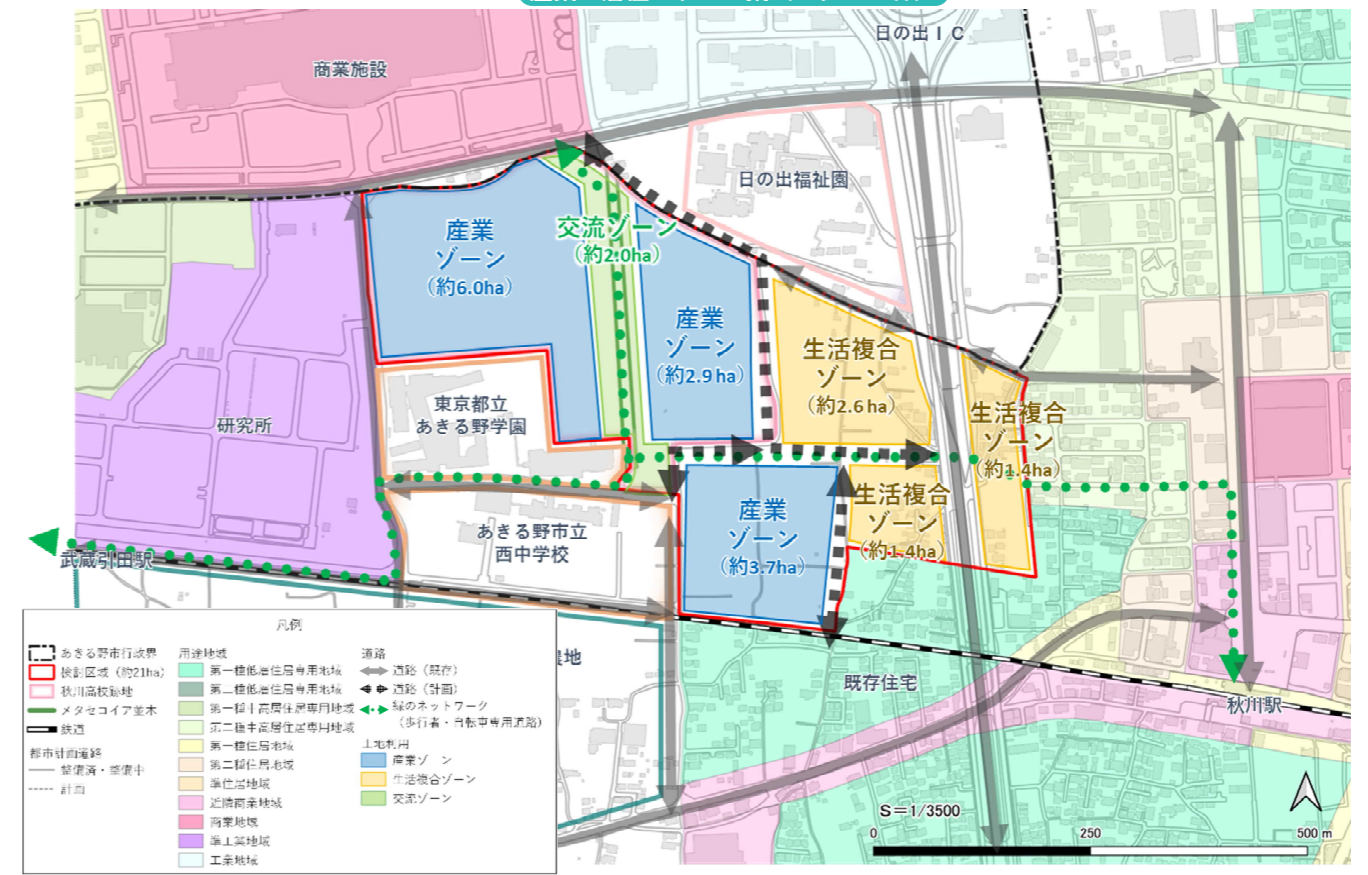 日の出IC
商業施設
日の出福祉園
産業
ゾーン
(約6.0ha)
交流ゾーン
(約2.0ha)
産業
ゾーン
(約2.9ha)
生活複合
ゾーン
(約2.6ha)
生活複合
ゾーン
(約1.4ha)
東京都立
あきる野学園
研究所
あきる野市立
西中学校
産業
ゾーン
(約3.7ha)
生活複合
ゾーン
(約1.4ha)
武蔵引田駅
既存住宅
秋川駅
凡例
あきる野市行政界
検討区域(約21ha)
秋川高校跡地
メタセコイア並木
鉄道
都市計画道路
整備済・整備中
計画
用途地域
第一種低層住居専用地域
第二種低層住居専用地域
第一種中高層住居専用地域
第二種中高層住居専用地域
第一種住居地域
第二種住居地域
準住居地域
近隣商業地域
商業地域
準工業地域
工業地域
道路
道路(既存)
道路(計画)
緑のネットワーク
(歩行者・自転車専用道路)
土地利用
産業ゾーン
生活複合ゾーン
交流ゾーン
S=1/3500
0
250
500 m